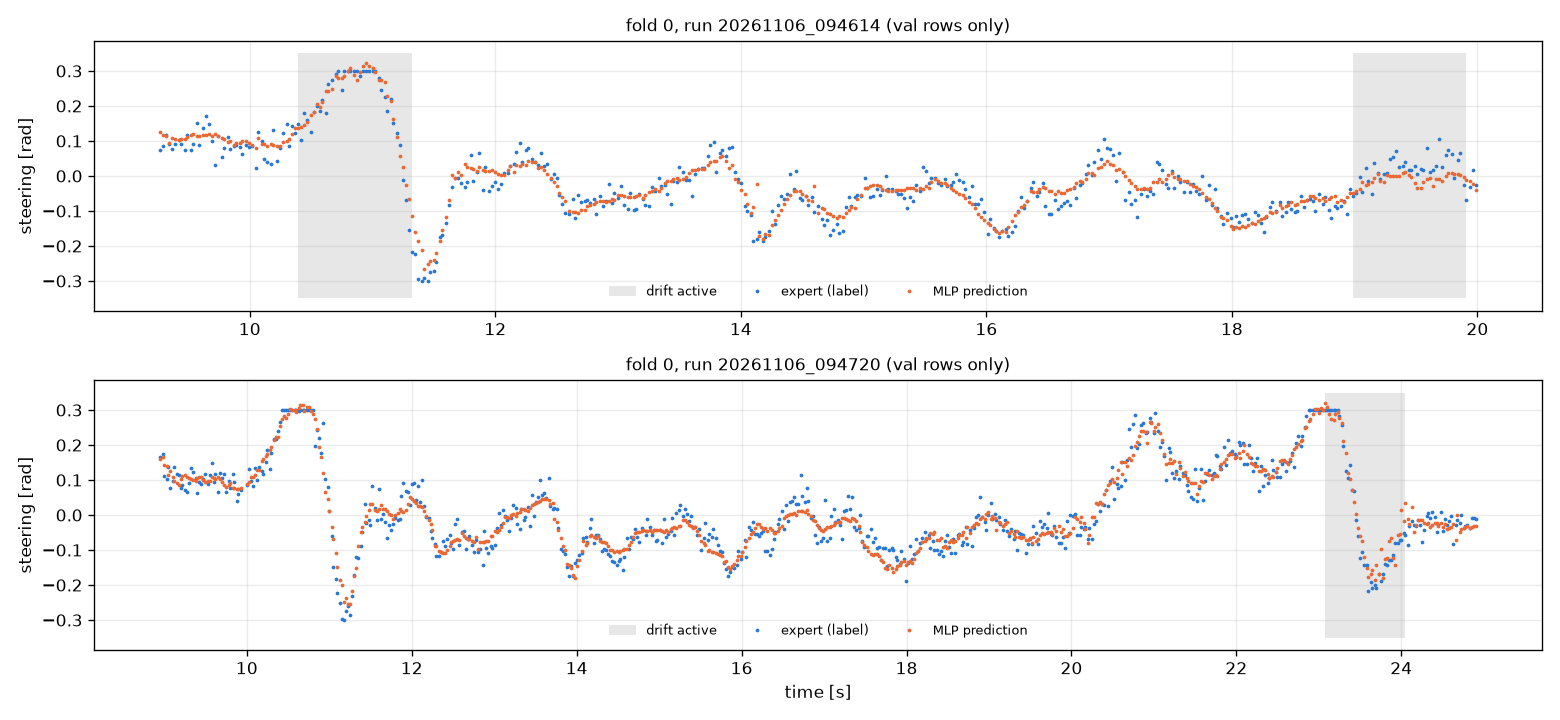 fold 0, run 20261106_094614 (val rows only)
steering [rad]
0.3
0.2
0.1
0.0
−0.1
−0.2
−0.3
drift active
expert (label)
MLP prediction
10 12 14 16 18 20
fold 0, run 20261106_094720 (val rows only)
steering [rad]
0.3
0.2
0.1
0.0
−0.1
−0.2
−0.3
drift active
expert (label)
MLP prediction
10 12 14 16 18 20 22 24
time [s]